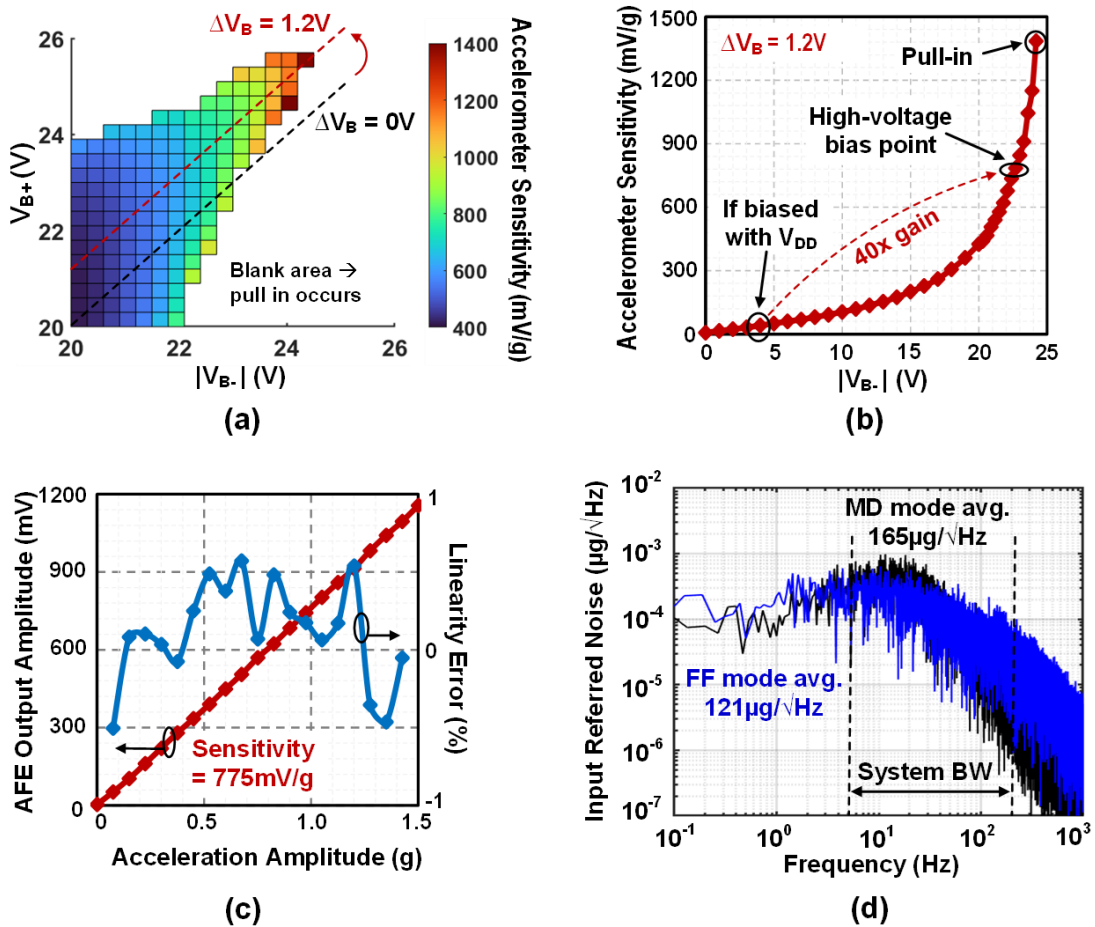 26
24
22
20
V_B+ (V)
20
22
24
26
|V_B-| (V)
ΔV_B = 1.2V
ΔV_B = 0V
Blank area →
pull in occurs
1400
1200
1000
800
600
400
Accelerometer Sensitivity (mV/g)
(a)
Accelerometer Sensitivity (mV/g)
1500
1200
900
600
300
0
0
5
10
15
20
25
|V_B-| (V)
ΔV_B = 1.2V
Pull-in
High-voltage
bias point
If biased
with V_DD
40x gain
(b)
AFE Output Amplitude (mV)
1200
900
600
300
0
0
0.5
1.0
1.5
Acceleration Amplitude (g)
1
0
-1
Linearity Error (%)
Sensitivity
= 775mV/g
(c)
Input Referred Noise (µg/√Hz)
10^-2
10^-3
10^-4
10^-5
10^-6
10^-7
10^-1
10^0
10^1
10^2
10^3
Frequency (Hz)
MD mode avg.
165µg/√Hz
FF mode avg.
121µg/√Hz
System BW
(d)